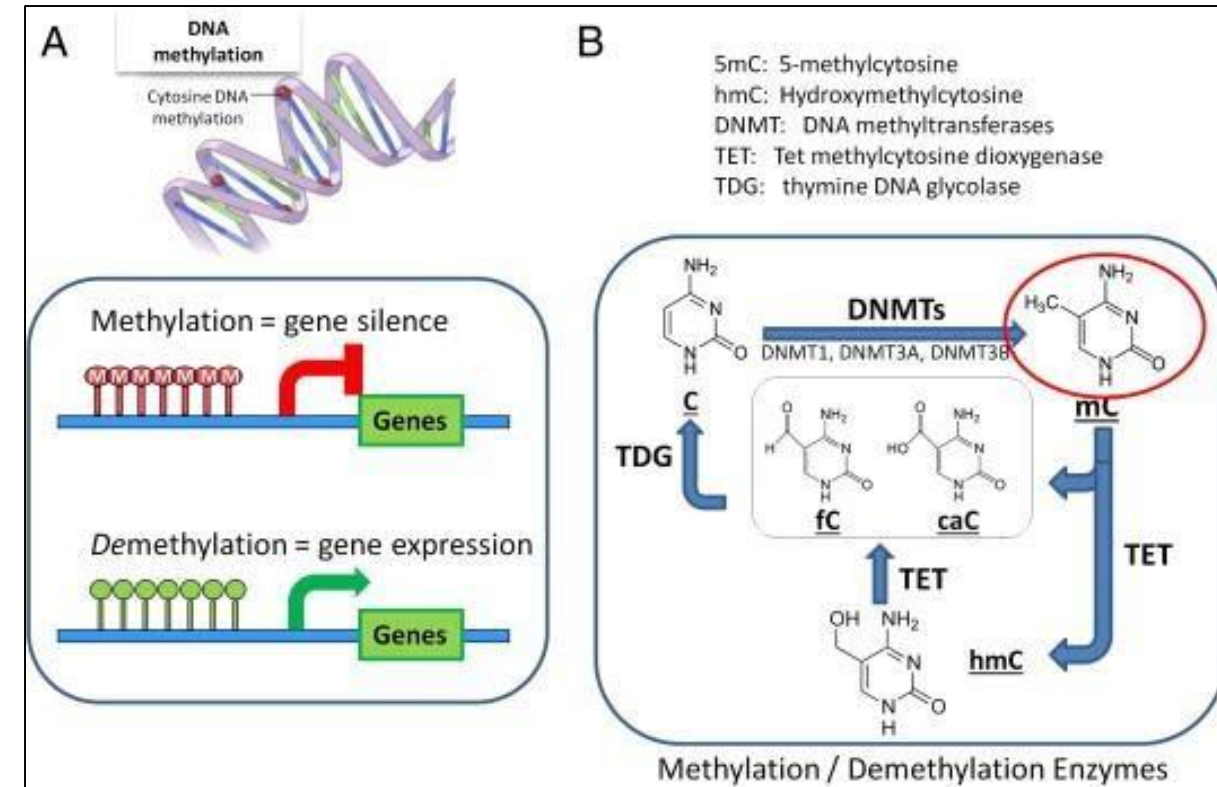 A
DNA
methylation
Cytosine DNA
methylation
Methylation = gene silence
M M M M M M M
Genes
Demethylation = gene expression
Genes
B
5mC: 5-methylcytosine
hmC: Hydroxymethylcytosine
DNMT: DNA methyltransferases
TET: Tet methylcytosine dioxygenase
TDG: thymine DNA glycolase
NH₂
N
NH
O
C
DNMTs
DNMT1, DNMT3A, DNMT3B
NH₂
H₃C
N
N
H
O
mC
TDG
O
NH₂
H
N
N
H
O
fC
O
NH₂
HO
N
N
H
O
caC
TET
TET
OH
NH₂
N
N
H
O
hmC
Methylation / Demethylation Enzymes